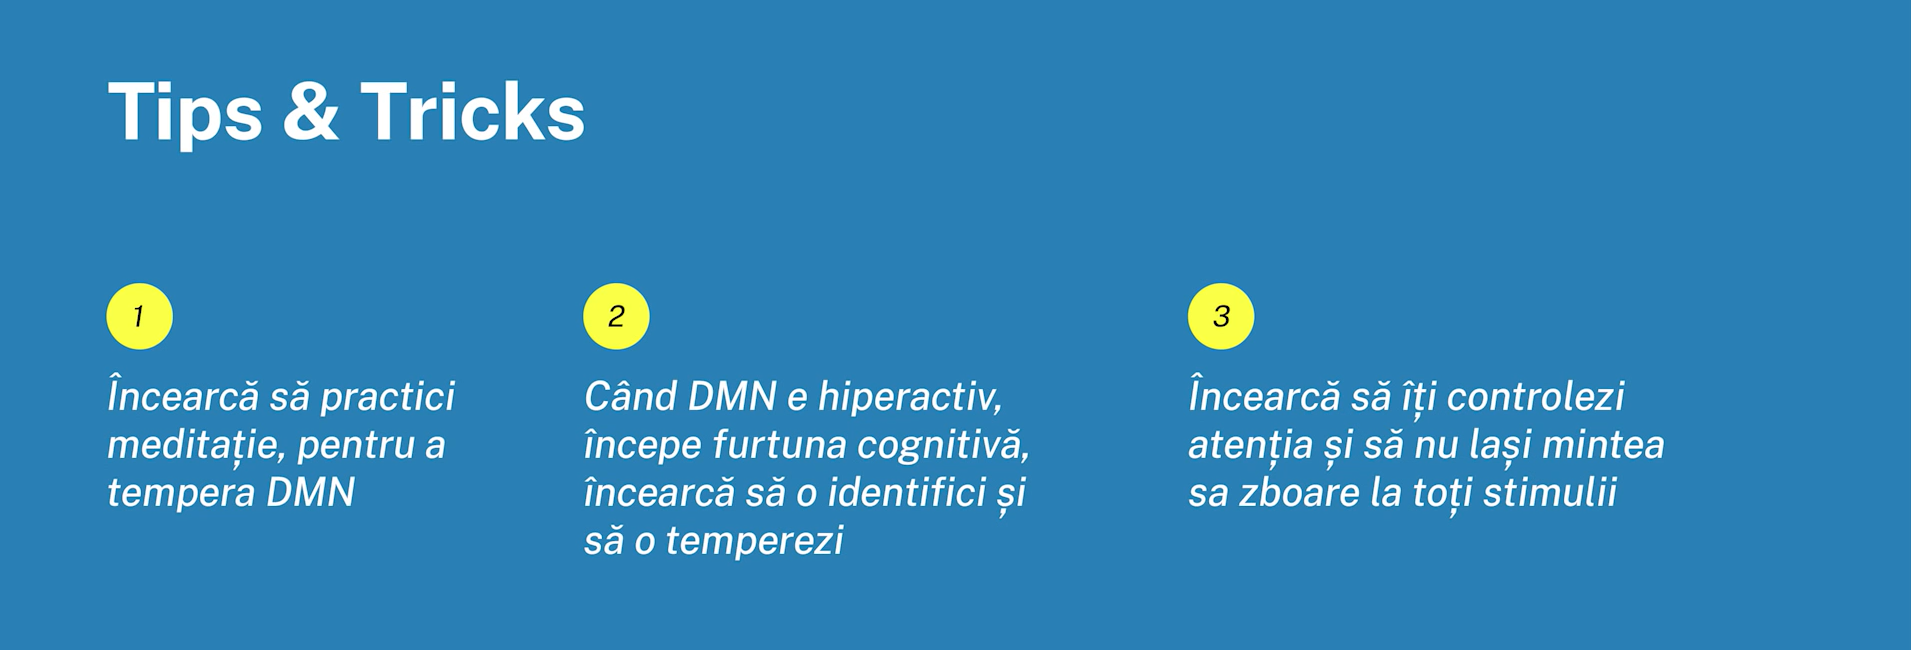 Tips & Tricks
1
Încearcă să practici
meditație, pentru a
tempera DMN
2
Când DMN e hiperactiv,
începe furtuna cognitivă,
încearcă să o identifici și
să o temperezi
3
Încearcă să îți controlezi
atenția și să nu lași mintea
sa zboare la toți stimulii